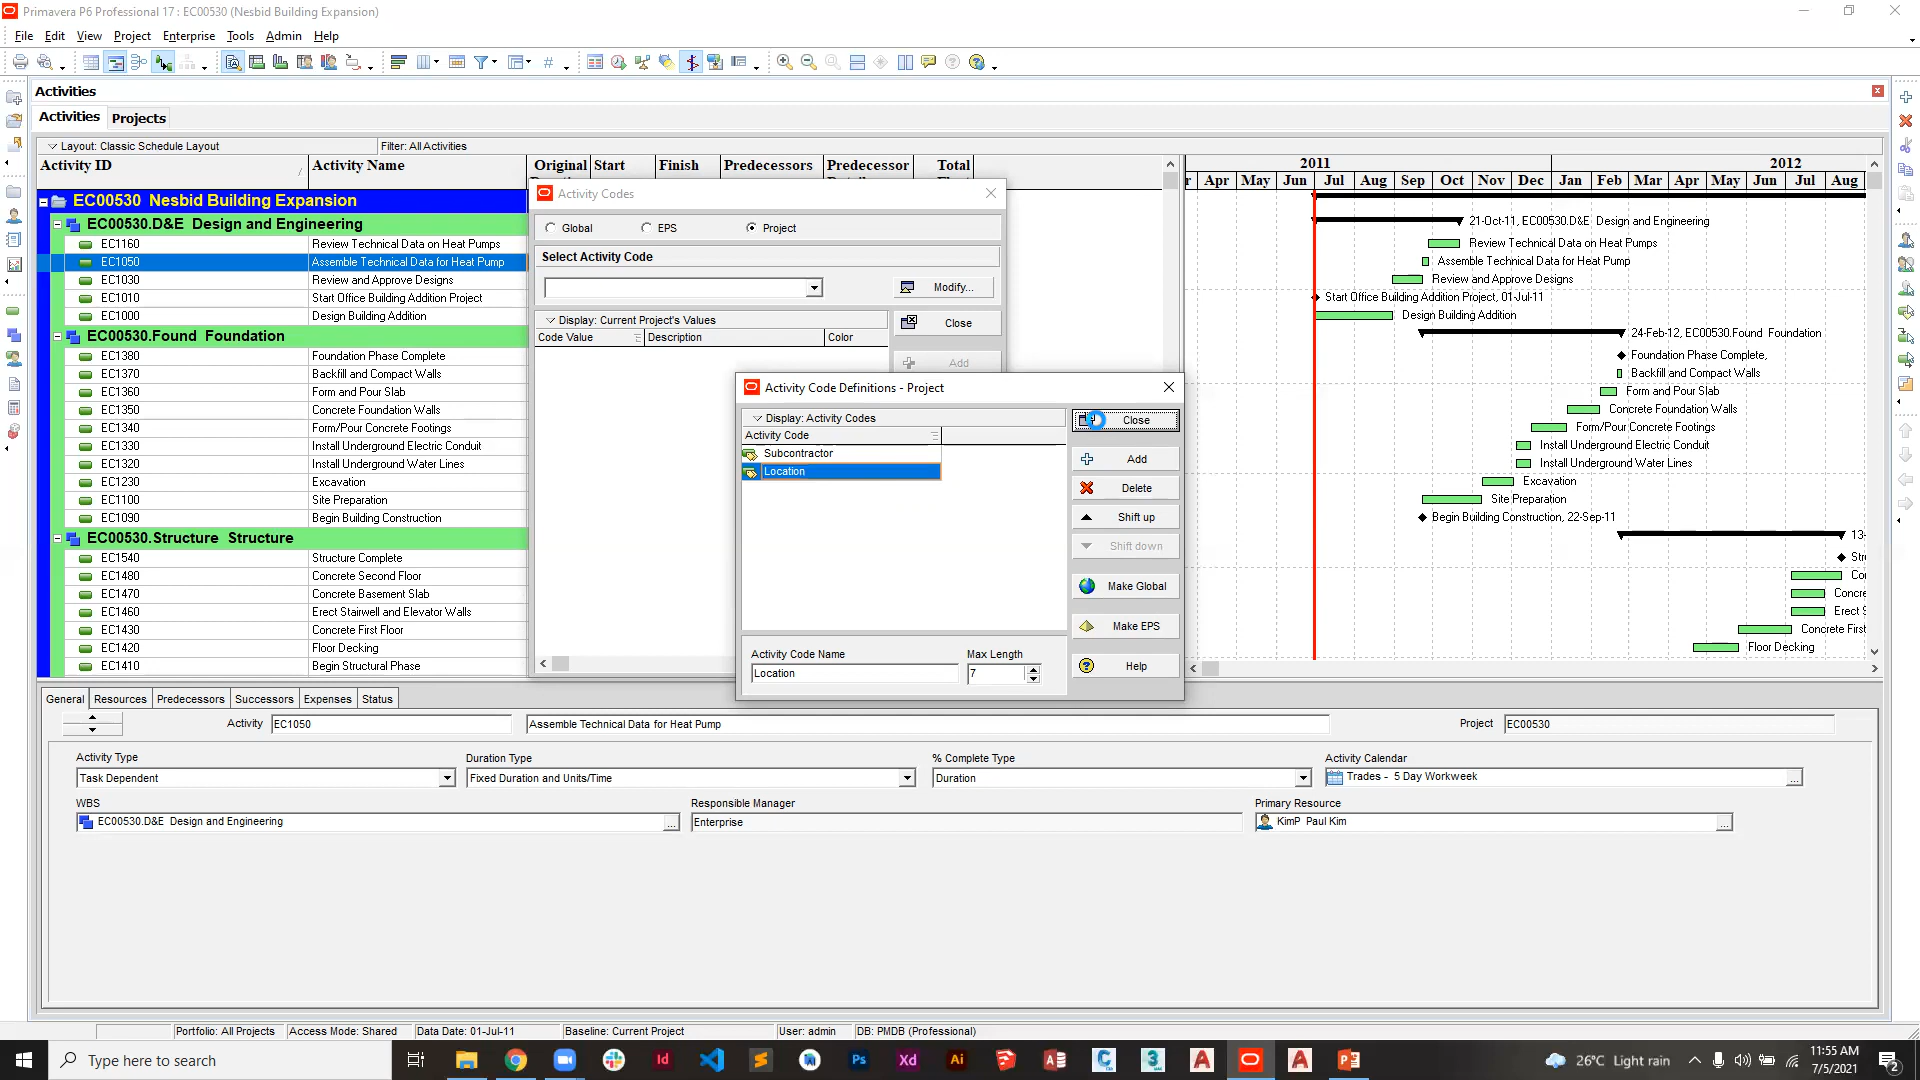 Primavera P6 Professional 17 : EC00530 (Nesbid Building Expansion)
File Edit View Project Enterprise Tools Admin Help
Activities
Activities Projects
Layout: Classic Schedule Layout Filter: All Activities
Activity ID Activity Name Original Start Finish Predecessors Predecessor Total
2011 2012
Apr May Jun Jul Aug Sep Oct Nov Dec Jan Feb Mar Apr May Jun Jul Aug
EC00530 Nesbid Building Expansion
EC00530.D&E Design and Engineering
EC1160 Review Technical Data on Heat Pumps
EC1050 Assemble Technical Data for Heat Pump
EC1030 Review and Approve Designs
EC1010 Start Office Building Addition Project
EC1000 Design Building Addition
EC00530.Found Foundation
EC1380 Foundation Phase Complete
EC1370 Backfill and Compact Walls
EC1360 Form and Pour Slab
EC1350 Concrete Foundation Walls
EC1340 Form/Pour Concrete Footings
EC1330 Install Underground Electric Conduit
EC1320 Install Underground Water Lines
EC1230 Excavation
EC1100 Site Preparation
EC1090 Begin Building Construction
EC00530.Structure Structure
EC1540 Structure Complete
EC1480 Concrete Second Floor
EC1470 Concrete Basement Slab
EC1460 Erect Stairwell and Elevator Walls
EC1430 Concrete First Floor
EC1420 Floor Decking
EC1410 Begin Structural Phase
Activity Codes
Global EPS Project
Select Activity Code
Modify...
Display: Current Project's Values
Close
Code Value Description Color
Add
Activity Code Definitions - Project
Display: Activity Codes
Close
Activity Code
Subcontractor
Location
Add
Delete
Shift up
Shift down
Make Global
Make EPS
Help
Activity Code Name Max Length
Location 7
21-Oct-11, EC00530.D&E Design and Engineering
Review Technical Data on Heat Pumps
Assemble Technical Data for Heat Pump
Review and Approve Designs
Start Office Building Addition Project, 01-Jul-11
Design Building Addition
24-Feb-12, EC00530.Found Foundation
Foundation Phase Complete,
Backfill and Compact Walls
Form and Pour Slab
Concrete Foundation Walls
Form/Pour Concrete Footings
Install Underground Electric Conduit
Install Underground Water Lines
Excavation
Site Preparation
Begin Building Construction, 22-Sep-11
13-
Concrete First
Floor Decking
General Resources Predecessors Successors Expenses Status
Activity EC1050 Assemble Technical Data for Heat Pump Project EC00530
Activity Type Duration Type % Complete Type Activity Calendar
Task Dependent Fixed Duration and Units/Time Duration Trades - 5 Day Workweek
WBS Responsible Manager Primary Resource
EC00530.D&E Design and Engineering Enterprise KimP Paul Kim
Portfolio: All Projects Access Mode: Shared Data Date: 01-Jul-11 Baseline: Current Project User: admin DB: PMDB (Professional)
Type here to search
26°C Light rain
11:55 AM
7/5/2021
2